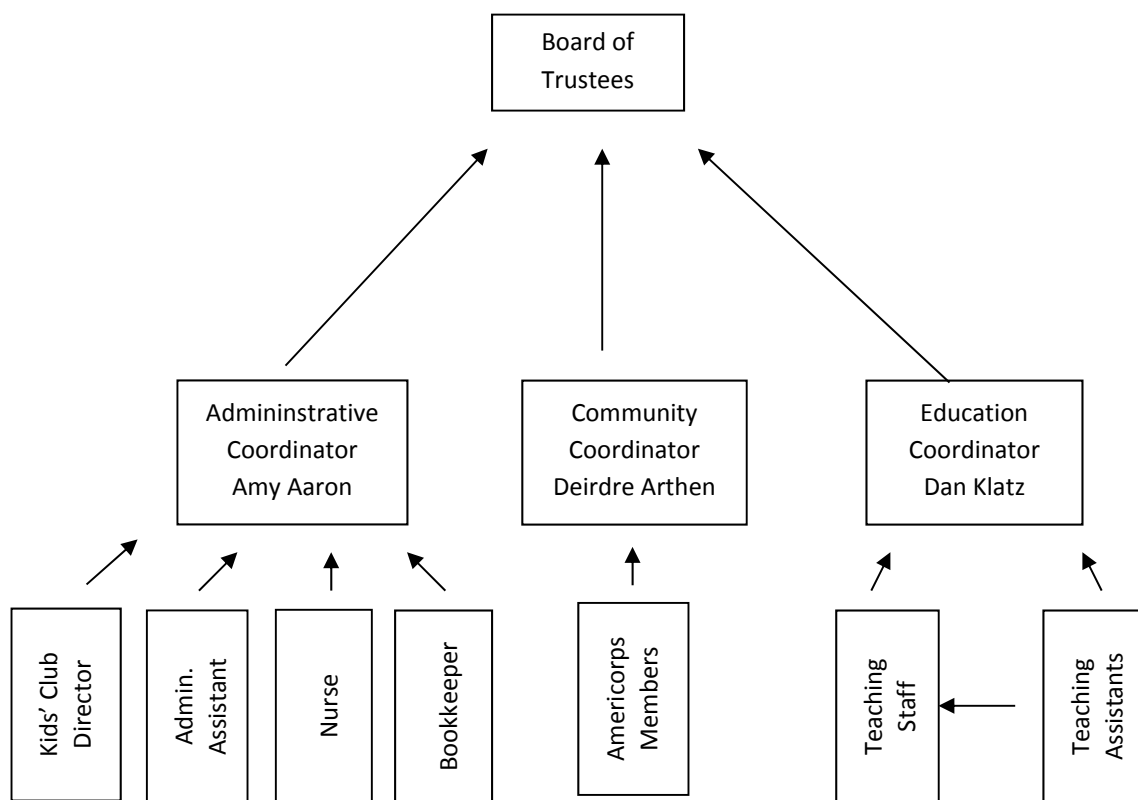 Board of
Trustees
Admininstrative
Coordinator
Amy Aaron
Community
Coordinator
Deirdre Arthen
Education
Coordinator
Dan Klatz
Kids’ Club
Director
Admin.
Assistant
Nurse
Bookkeeper
Americorps
Members
Teaching
Staff
Teaching
Assistants